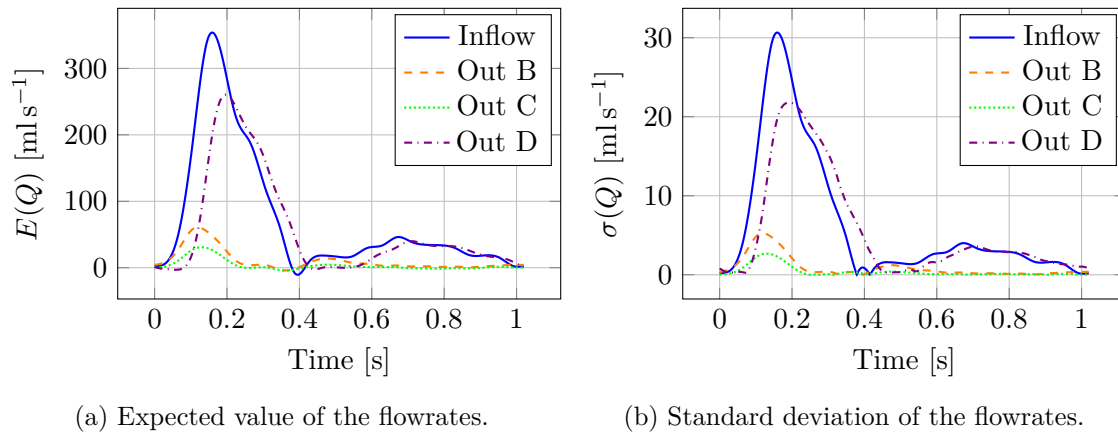 Inflow
Out B
Out C
Out D
300
200
100
0
E(Q) [ml s⁻¹]
0 0.2 0.4 0.6 0.8 1
Time [s]
(a) Expected value of the flowrates.
Inflow
Out B
Out C
Out D
30
20
10
0
σ(Q) [ml s⁻¹]
0 0.2 0.4 0.6 0.8 1
Time [s]
(b) Standard deviation of the flowrates.